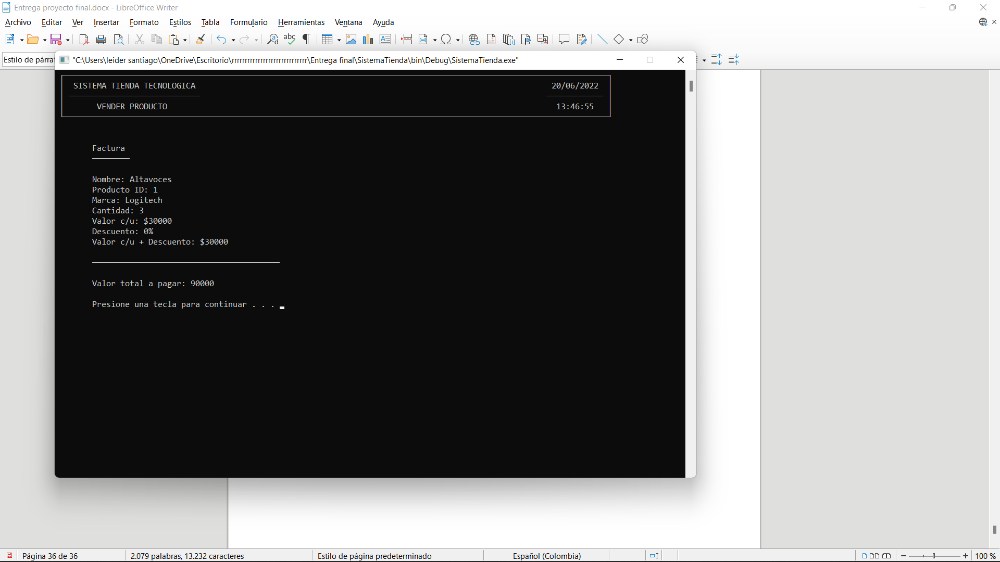 Entrega proyecto final.docx - LibreOffice Writer
Archivo Editar Ver Insertar Formato Estilos Tabla Formulario Herramientas Ventana Ayuda
Estilo de párraf
"C:\Users\leider santiago\OneDrive\Escritorio\rrrrrrrrrrrrrrrrrrrrrrrrrrrrr\Entrega final\SistemaTienda\bin\Debug\SistemaTienda.exe"
SISTEMA TIENDA TECNOLOGICA 20/06/2022
VENDER PRODUCTO 13:46:55
Factura
Nombre: Altavoces
Producto ID: 1
Marca: Logitech
Cantidad: 3
Valor c/u: $30000
Descuento: 0%
Valor c/u + Descuento: $30000
Valor total a pagar: 90000
Presione una tecla para continuar . . .
Página 36 de 36 2.079 palabras, 13.232 caracteres Estilo de página predeterminado Español (Colombia) 100 %